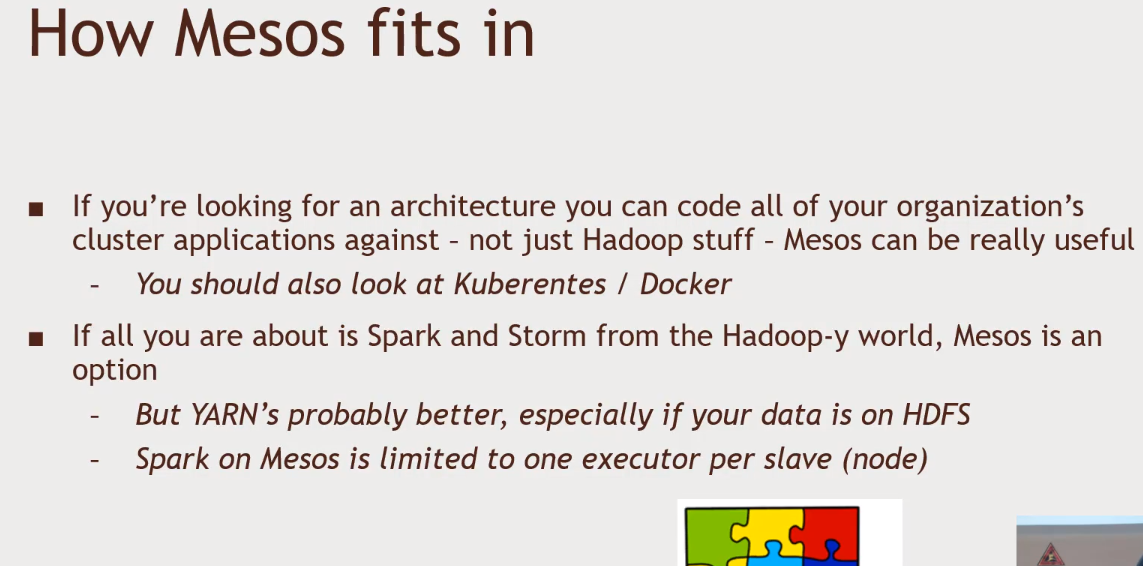 How Mesos fits in
■ If you're looking for an architecture you can code all of your organization's
cluster applications against – not just Hadoop stuff – Mesos can be really useful
– You should also look at Kuberentes / Docker
■ If all you are about is Spark and Storm from the Hadoop-y world, Mesos is an
option
– But YARN's probably better, especially if your data is on HDFS
– Spark on Mesos is limited to one executor per slave (node)